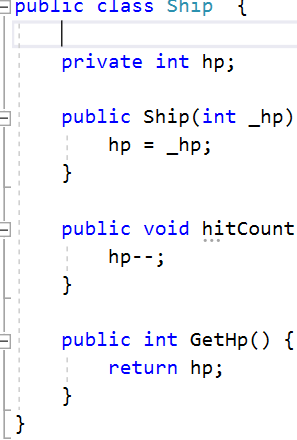 public class Ship {
private int hp;
public Ship(int _hp)
hp = _hp;
}
public void hitCount
hp--;
}
public int GetHp() {
return hp;
}
}